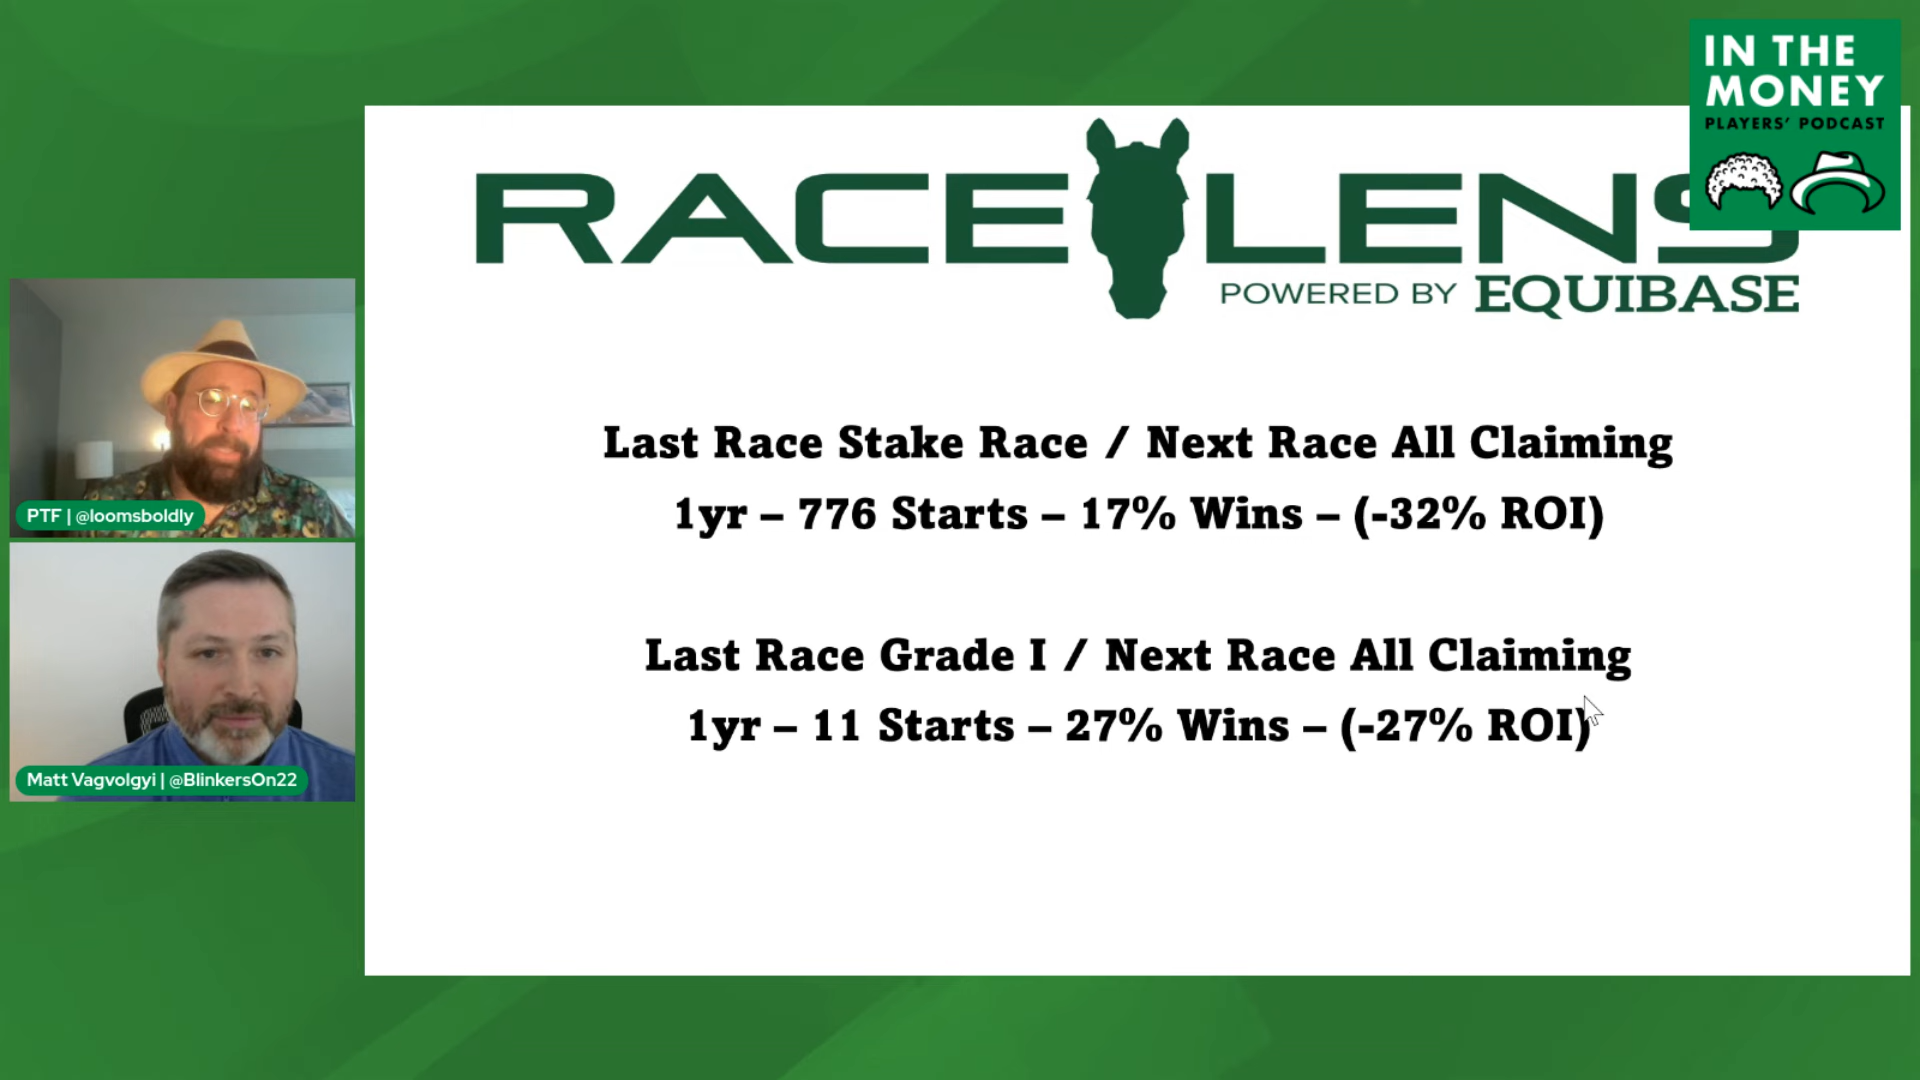 IN THE
MONEY
PLAYERS' PODCAST
RACE LENS
POWERED BY EQUIBASE
Last Race Stake Race / Next Race All Claiming
1yr – 776 Starts – 17% Wins – (-32% ROI)
Last Race Grade I / Next Race All Claiming
1yr – 11 Starts – 27% Wins – (-27% ROI)
PTF | @loomsboldly
Matt Vagvolgyi | @BlinkersOn22